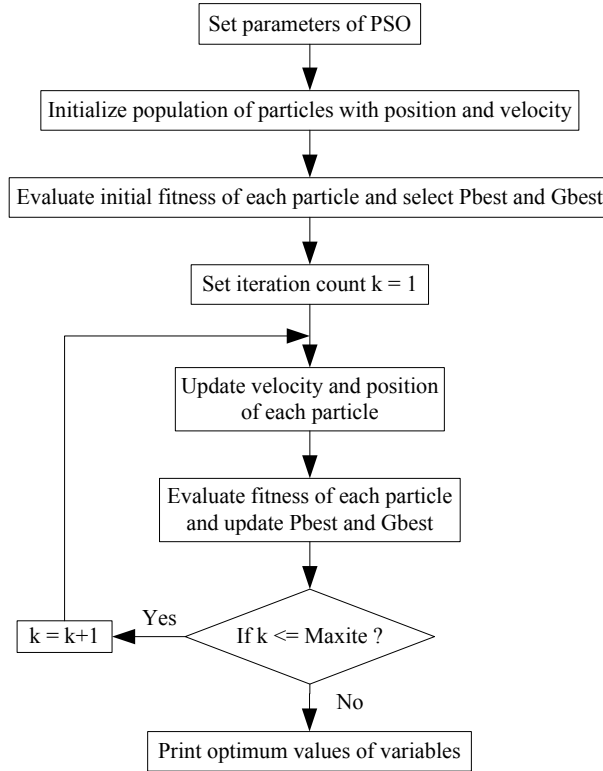 Set parameters of PSO
Initialize population of particles with position and velocity
Evaluate initial fitness of each particle and select Pbest and Gbest
Set iteration count k = 1
Update velocity and position
of each particle
Evaluate fitness of each particle
and update Pbest and Gbest
Yes
k = k+1
If k <= Maxite ?
No
Print optimum values of variables